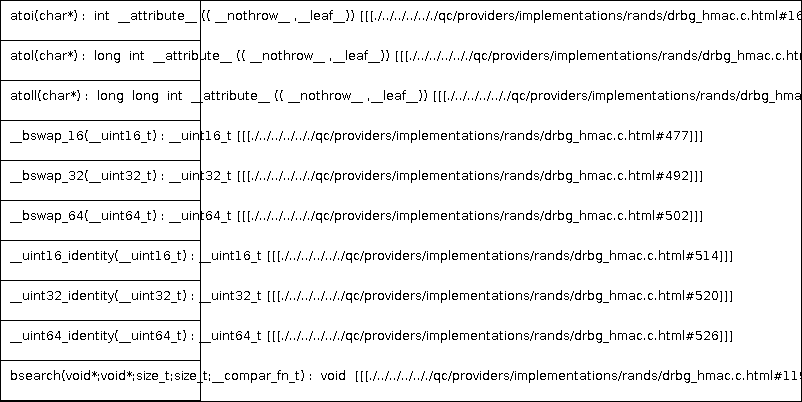 atoi(char*) : int __attribute__ (( __nothrow__ ,__leaf__)) [[[./../../../../qc/providers/implementations/rands/drbg_hmac.c.html#16
atol(char*) : long int __attribute__ (( __nothrow__ ,__leaf__)) [[[./../../../../qc/providers/implementations/rands/drbg_hmac.c.htm
atoll(char*) : long long int __attribute__ (( __nothrow__ ,__leaf__)) [[[./../../../../qc/providers/implementations/rands/drbg_hma
__bswap_16(__uint16_t) : __uint16_t [[[./../../../../qc/providers/implementations/rands/drbg_hmac.c.html#477]]]
__bswap_32(__uint32_t) : __uint32_t [[[./../../../../qc/providers/implementations/rands/drbg_hmac.c.html#492]]]
__bswap_64(__uint64_t) : __uint64_t [[[./../../../../qc/providers/implementations/rands/drbg_hmac.c.html#502]]]
__uint16_identity(__uint16_t) : __uint16_t [[[./../../../../qc/providers/implementations/rands/drbg_hmac.c.html#514]]]
__uint32_identity(__uint32_t) : __uint32_t [[[./../../../../qc/providers/implementations/rands/drbg_hmac.c.html#520]]]
__uint64_identity(__uint64_t) : __uint64_t [[[./../../../../qc/providers/implementations/rands/drbg_hmac.c.html#526]]]
bsearch(void*;void*;size_t;size_t;__compar_fn_t) : void [[[./../../../../qc/providers/implementations/rands/drbg_hmac.c.html#119